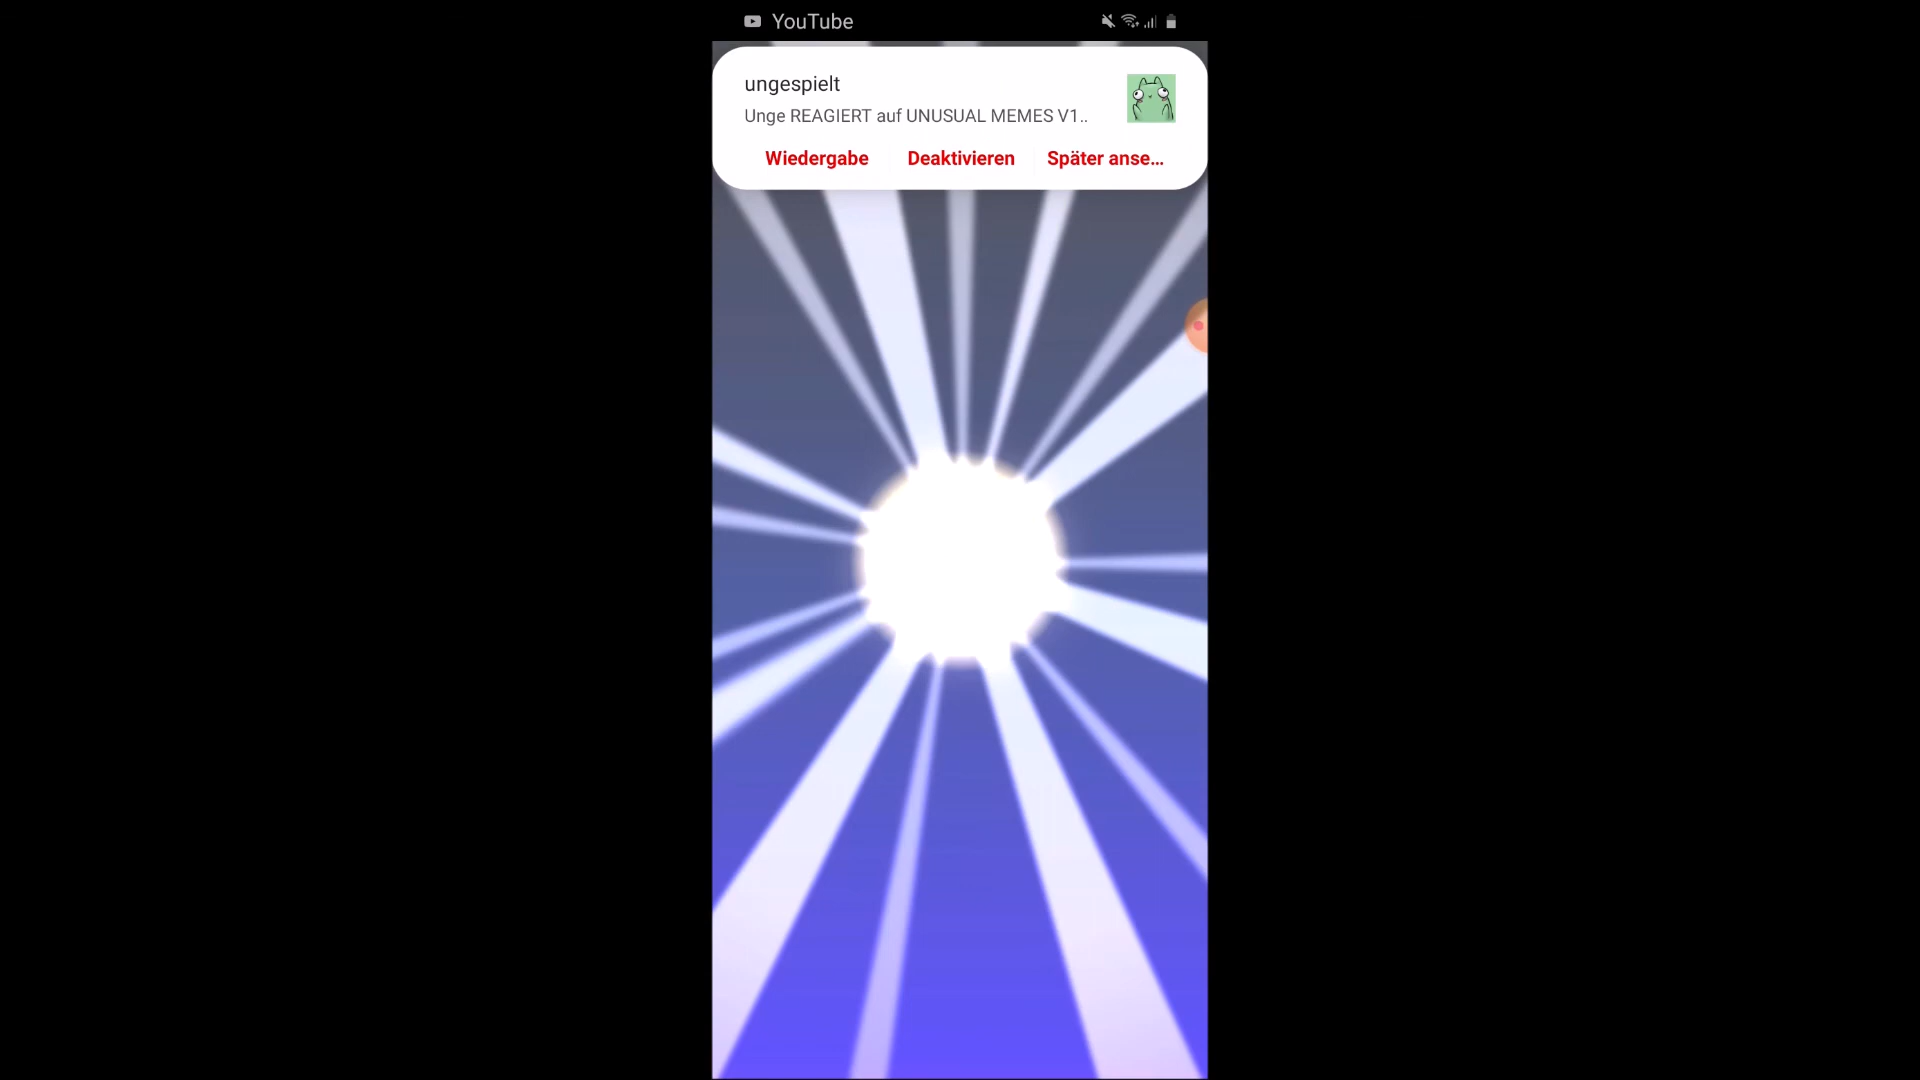 YouTube
ungespielt
Unge REAGIERT auf UNUSUAL MEMES V1..
Wiedergabe Deaktivieren Später anse...